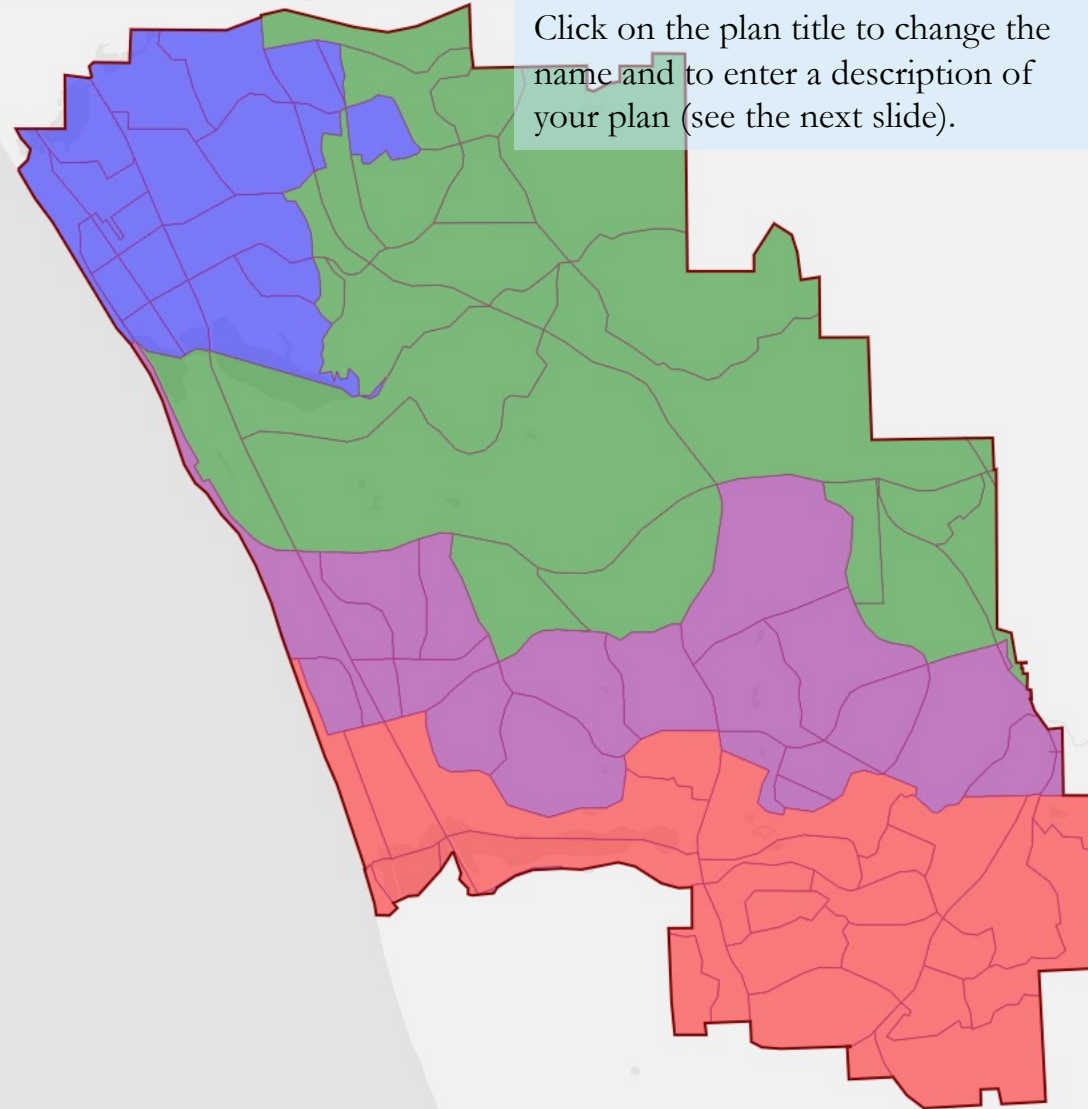 Click on the plan title to change the
name and to enter a description of
your plan (see the next slide).